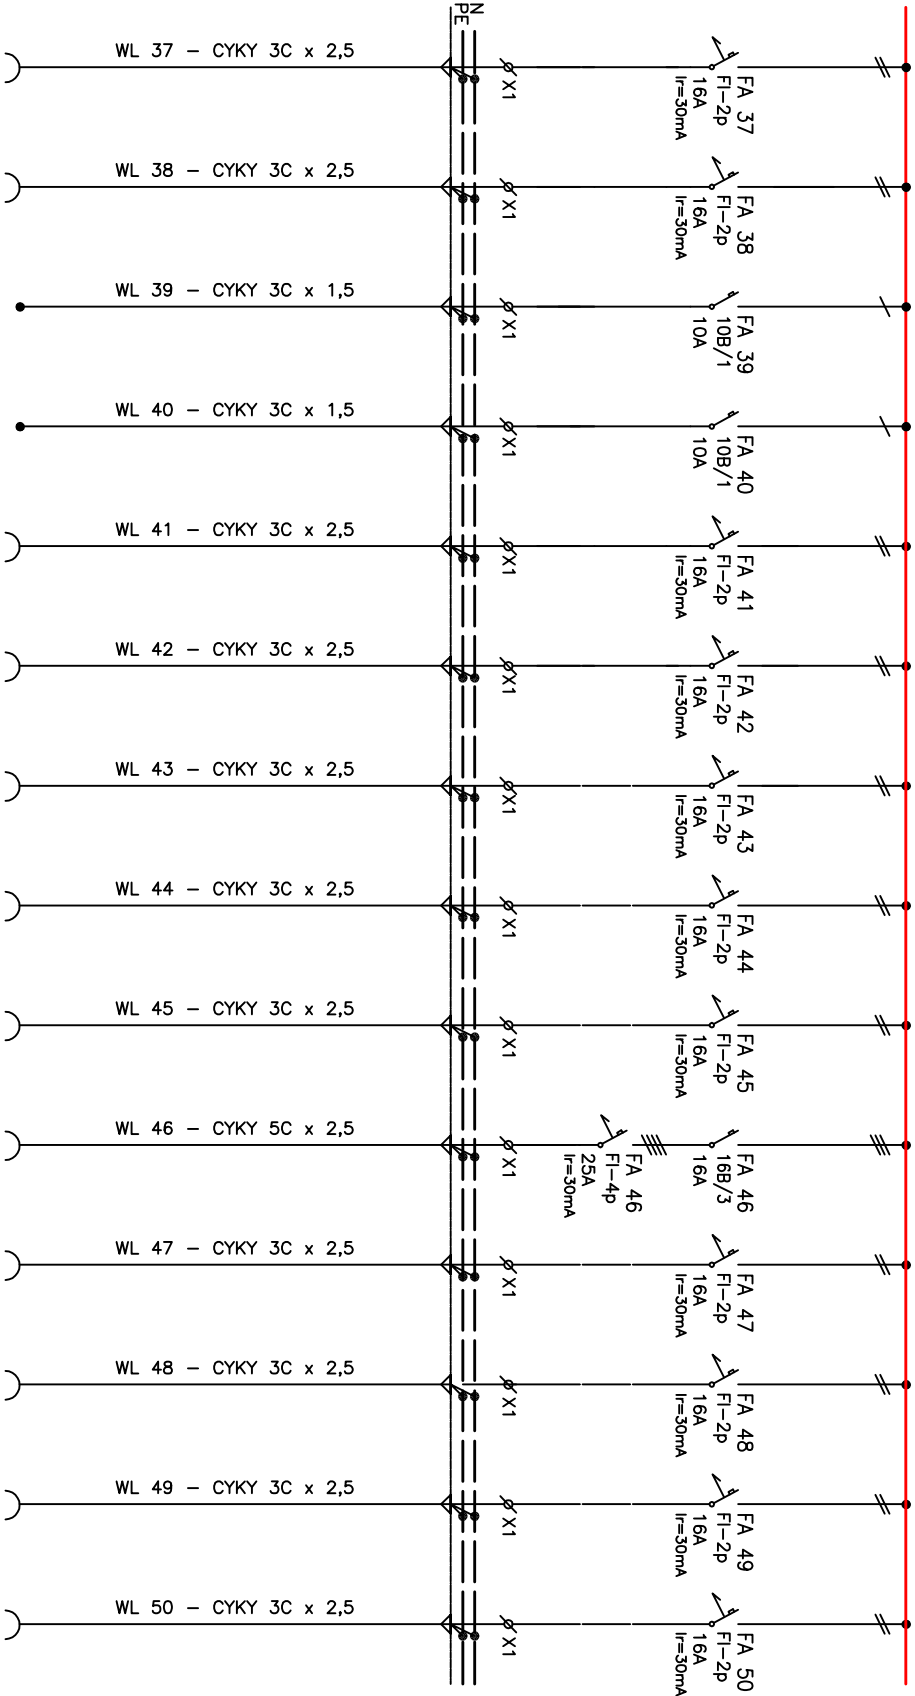 N
PE
WL 37 - CYKY 3C x 2,5
X1
FA 37
FI-2p
16A
Ir=30mA
WL 38 - CYKY 3C x 2,5
X1
FA 38
FI-2p
16A
Ir=30mA
WL 39 - CYKY 3C x 1,5
X1
FA 39
10B/1
10A
WL 40 - CYKY 3C x 1,5
X1
FA 40
10B/1
10A
WL 41 - CYKY 3C x 2,5
X1
FA 41
FI-2p
16A
Ir=30mA
WL 42 - CYKY 3C x 2,5
X1
FA 42
FI-2p
16A
Ir=30mA
WL 43 - CYKY 3C x 2,5
X1
FA 43
FI-2p
16A
Ir=30mA
WL 44 - CYKY 3C x 2,5
X1
FA 44
FI-2p
16A
Ir=30mA
WL 45 - CYKY 3C x 2,5
X1
FA 45
FI-2p
16A
Ir=30mA
WL 46 - CYKY 5C x 2,5
X1
FA 46
FI-4p
25A
Ir=30mA
FA 46
16B/3
16A
WL 47 - CYKY 3C x 2,5
X1
FA 47
FI-2p
16A
Ir=30mA
WL 48 - CYKY 3C x 2,5
X1
FA 48
FI-2p
16A
Ir=30mA
WL 49 - CYKY 3C x 2,5
X1
FA 49
FI-2p
16A
Ir=30mA
WL 50 - CYKY 3C x 2,5
X1
FA 50
FI-2p
16A
Ir=30mA